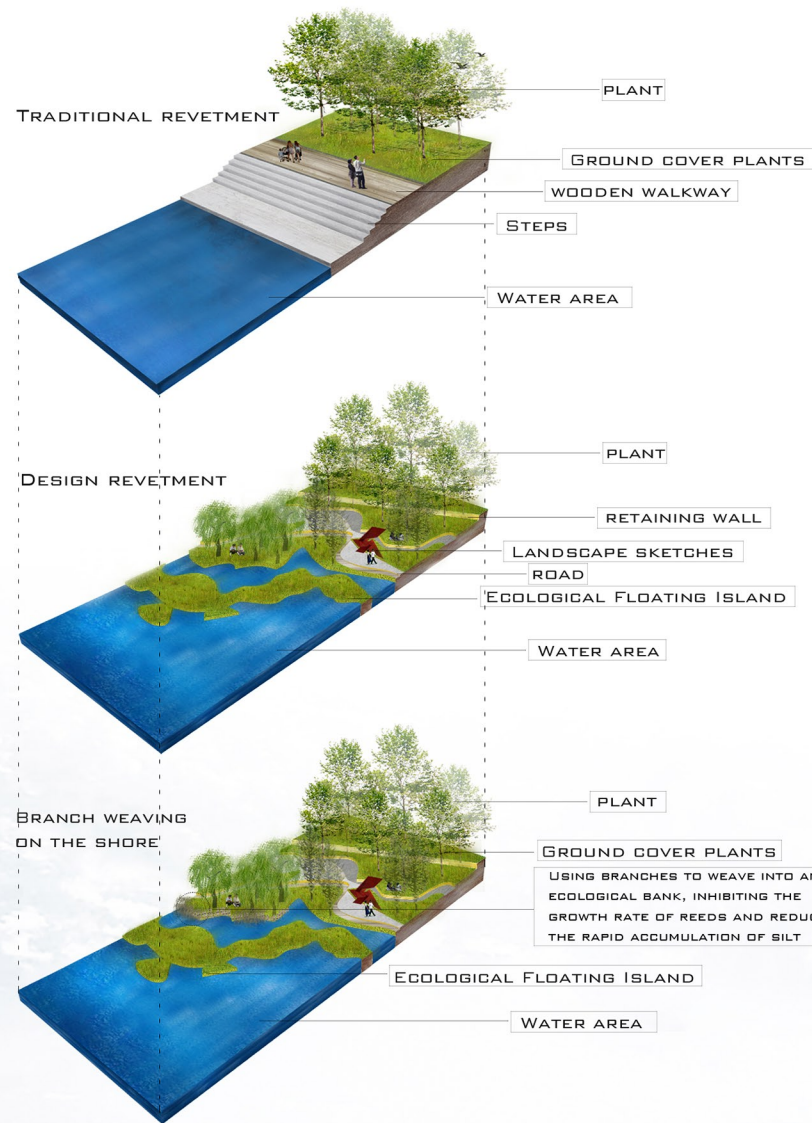 PLANT
TRADITIONAL REVETMENT
GROUND COVER PLANTS
WOODEN WALKWAY
STEPS
WATER AREA
PLANT
DESIGN REVETMENT
RETAINING WALL
LANDSCAPE SKETCHES
ROAD
ECOLOGICAL FLOATING ISLAND
WATER AREA
PLANT
BRANCH WEAVING
ON THE SHORE
GROUND COVER PLANTS
USING BRANCHES TO WEAVE INTO
ECOLOGICAL BANK, INHIBITING THE
GROWTH RATE OF REEDS AND
THE RAPID ACCUMULATION OF SILT
ECOLOGICAL FLOATING ISLAND
WATER AREA